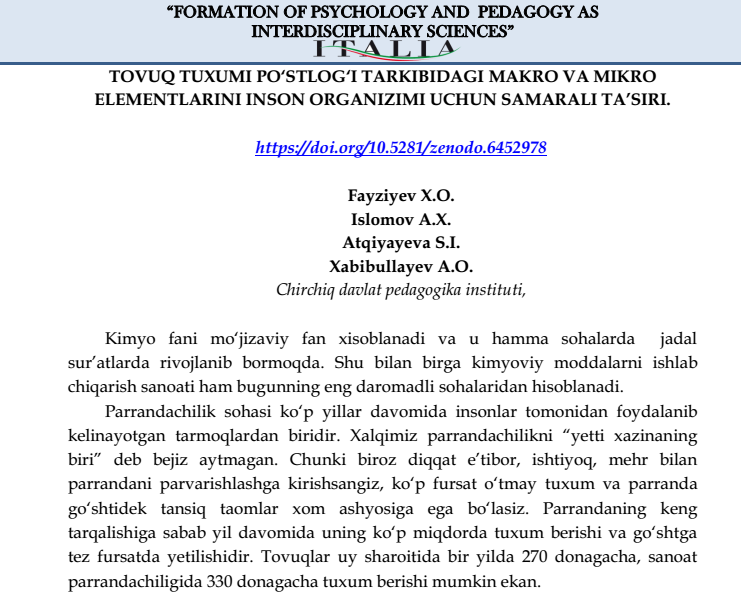 “FORMATION OF PSYCHOLOGY AND PEDAGOGY AS
INTERDISCIPLINARY SCIENCES”
ITALIA
TOVUQ TUXUMI PO‘STLOG‘I TARKIBIDAGI MAKRO VA MIKRO
ELEMENTLARINI INSON ORGANIZIMI UCHUN SAMARALI TA’SIRI.
https://doi.org/10.5281/zenodo.6452978
Fayziyev X.O.
Islomov A.X.
Atqiyayeva S.I.
Xabibullayev A.O.
Chirchiq davlat pedagogika instituti,
Kimyo fani mo‘jizaviy fan xisoblanadi va u hamma sohalarda jadal
sur’atlarda rivojlanib bormoqda. Shu bilan birga kimyoviy moddalarni ishlab
chiqarish sanoati ham bugunning eng daromadli sohalaridan hisoblanadi.
Parrandachilik sohasi ko‘p yillar davomida insonlar tomonidan foydalanib
kelinayotgan tarmoqlardan biridir. Xalqimiz parrandachilikni “yetti xazinaning
biri” deb bejiz aytmagan. Chunki biroz diqqat e’tibor, ishtiyoq, mehr bilan
parrandani parvarishlashga kirishsangiz, ko‘p fursat o‘tmay tuxum va parranda
go‘shtidek tansiq taomlar xom ashyosiga ega bo‘lasiz. Parrandaning keng
tarqalishiga sabab yil davomida uning ko‘p miqdorda tuxum berishi va go‘shtga
tez fursatda yetilishidir. Tovuqlar uy sharoitida bir yilda 270 donagacha, sanoat
parrandachiligida 330 donagacha tuxum berishi mumkin ekan.